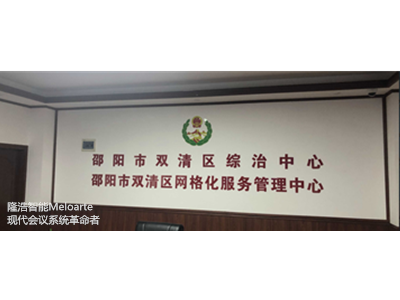 邵阳市双清区综治中心
邵阳市双清区网格化服务管理中心
隆浩智能Meloarte
现代会议系统革命者